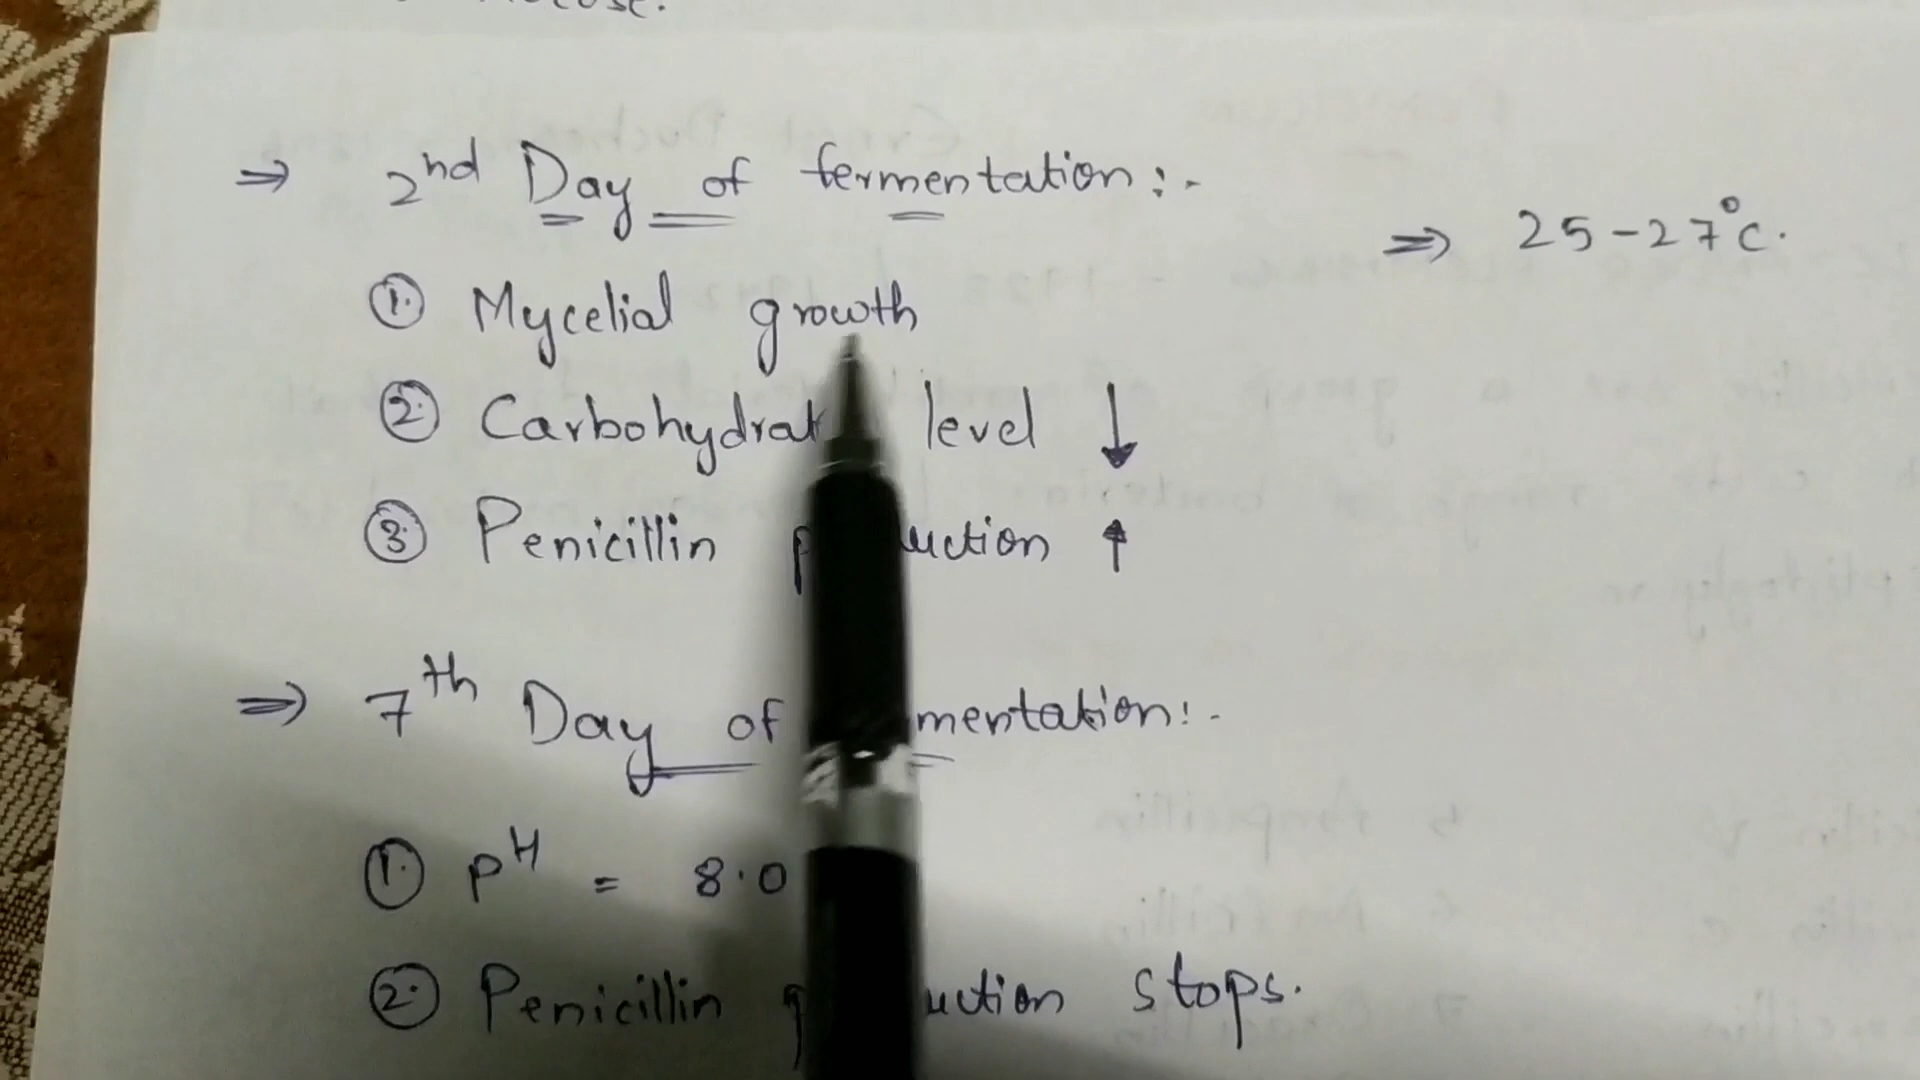 ⇒ 2nd Day of fermentation:-
⇒ 25-27°C.
① Mycelial growth
② Carbohydrat level ↓
③ Penicillin p uction ↑
⇒ 7th Day of mentation:-
① pH = 8.0
② Penicillin p uction stops.